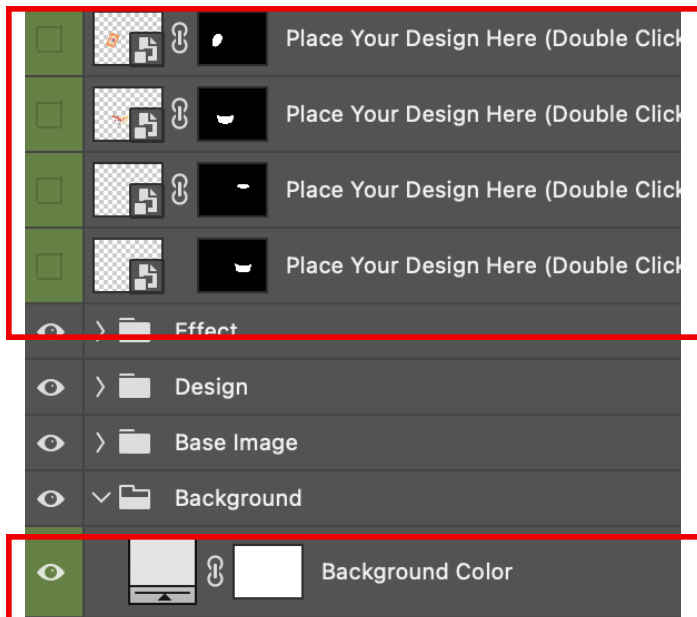 Place Your Design Here (Double Click
Place Your Design Here (Double Click
Place Your Design Here (Double Click
Place Your Design Here (Double Click
Effect
Design
Base Image
Background
Background Color